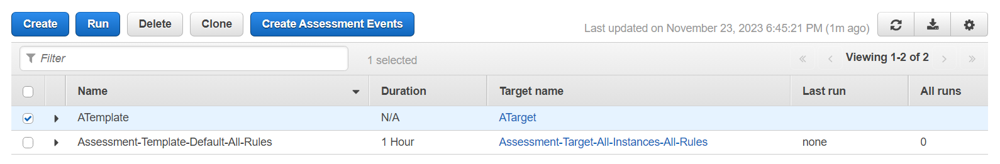 Create Run Delete Clone Create Assessment Events Last updated on November 23, 2023 6:45:21 PM (1m ago)
Filter 1 selected Viewing 1-2 of 2
Name Duration Target name Last run All runs
ATemplate N/A ATarget
Assessment-Template-Default-All-Rules 1 Hour Assessment-Target-All-Instances-All-Rules none 0